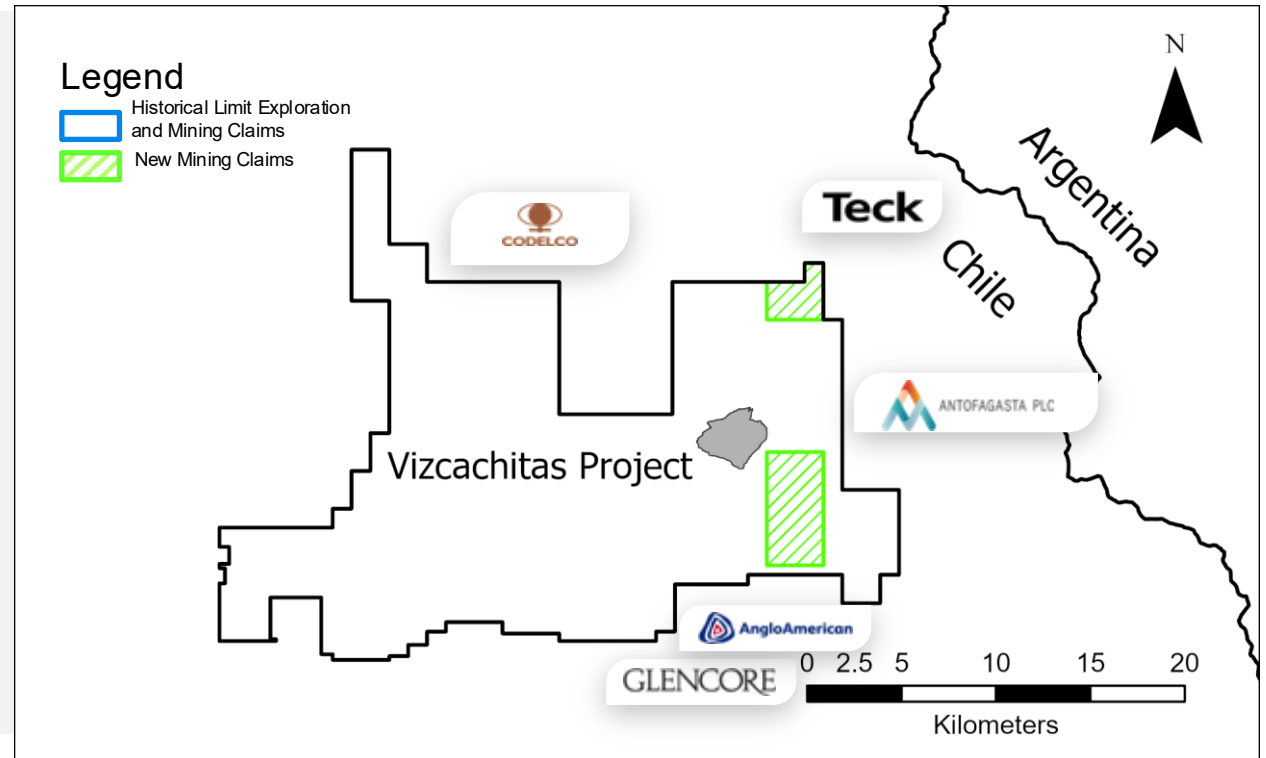 Legend
Historical Limit Exploration
and Mining Claims
New Mining Claims
N
Argentina
Chile
CODELCO
Teck
ANTOFAGASTA PLC
Vizcachitas Project
AngloAmerican
GLENCORE
0 2.5 5 10 15 20
Kilometers